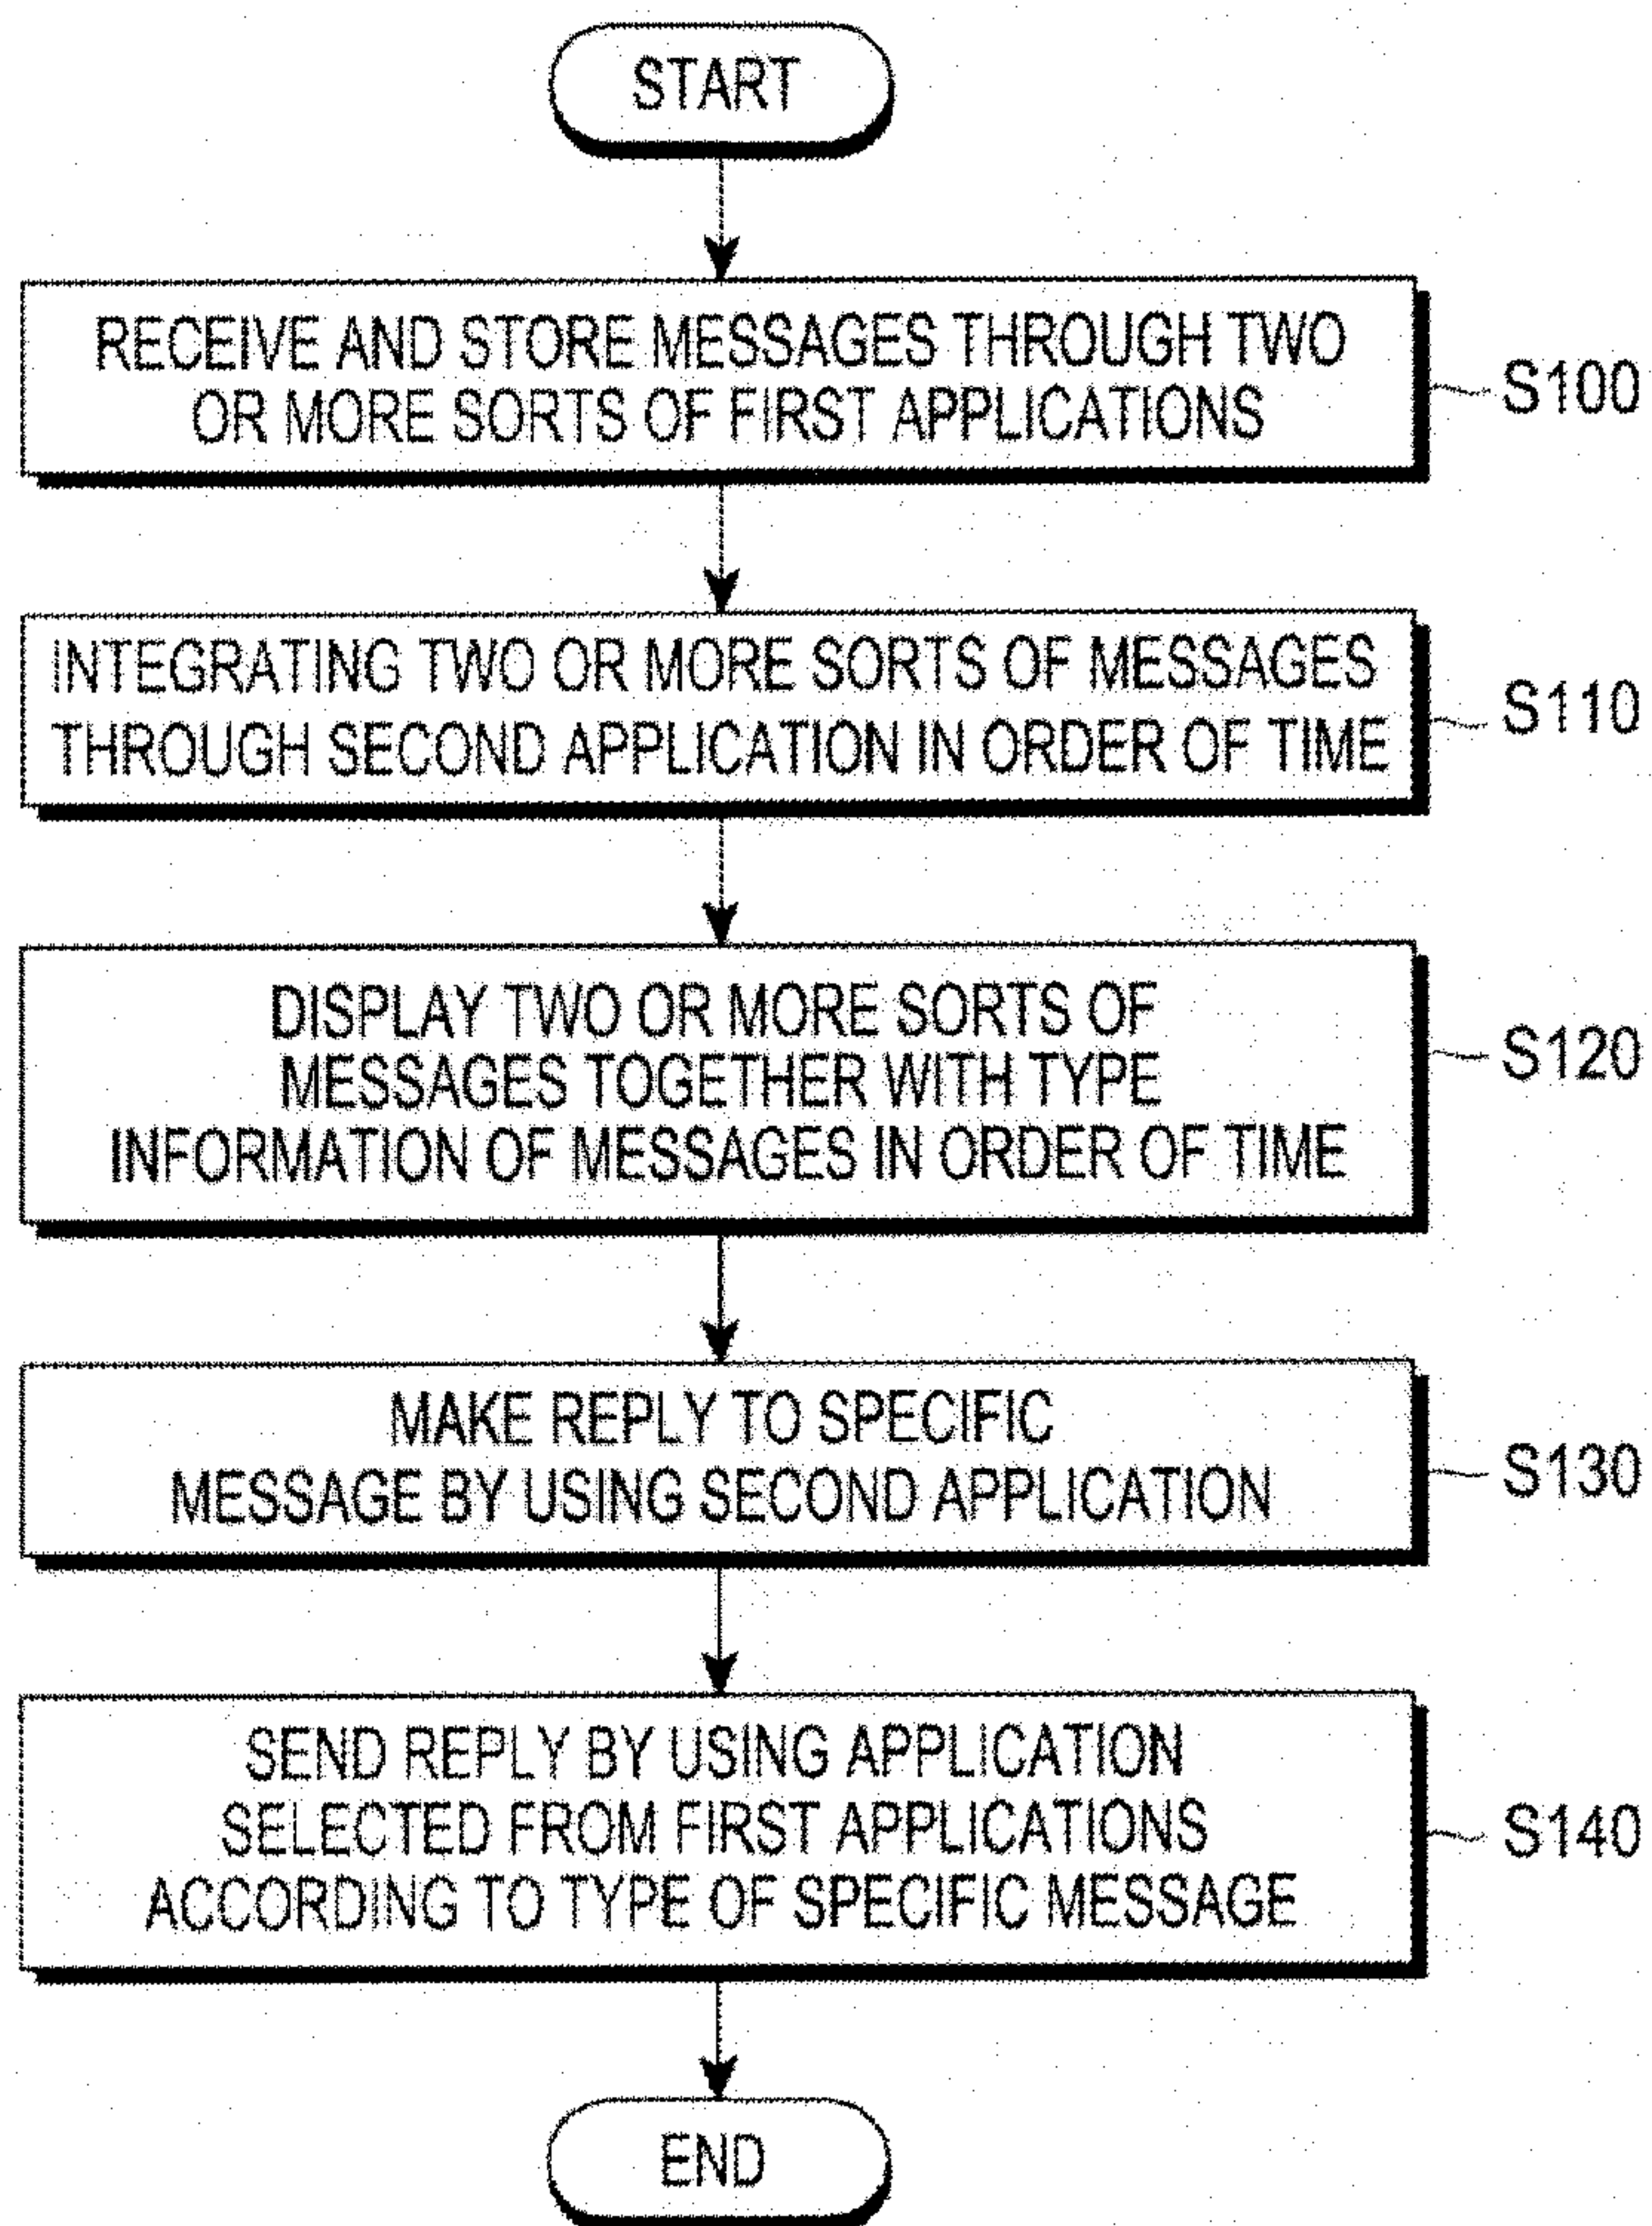 START
RECEIVE AND STORE MESSAGES THROUGH TWO
OR MORE SORTS OF FIRST APPLICATIONS
S100
INTEGRATING TWO OR MORE SORTS OF MESSAGES
THROUGH SECOND APPLICATION IN ORDER OF TIME
S110
DISPLAY TWO OR MORE SORTS OF
MESSAGES TOGETHER WITH TYPE
INFORMATION OF MESSAGES IN ORDER OF TIME
S120
MAKE REPLY TO SPECIFIC
MESSAGE BY USING SECOND APPLICATION
S130
SEND REPLY BY USING APPLICATION
SELECTED FROM FIRST APPLICATIONS
ACCORDING TO TYPE OF SPECIFIC MESSAGE
S140
END